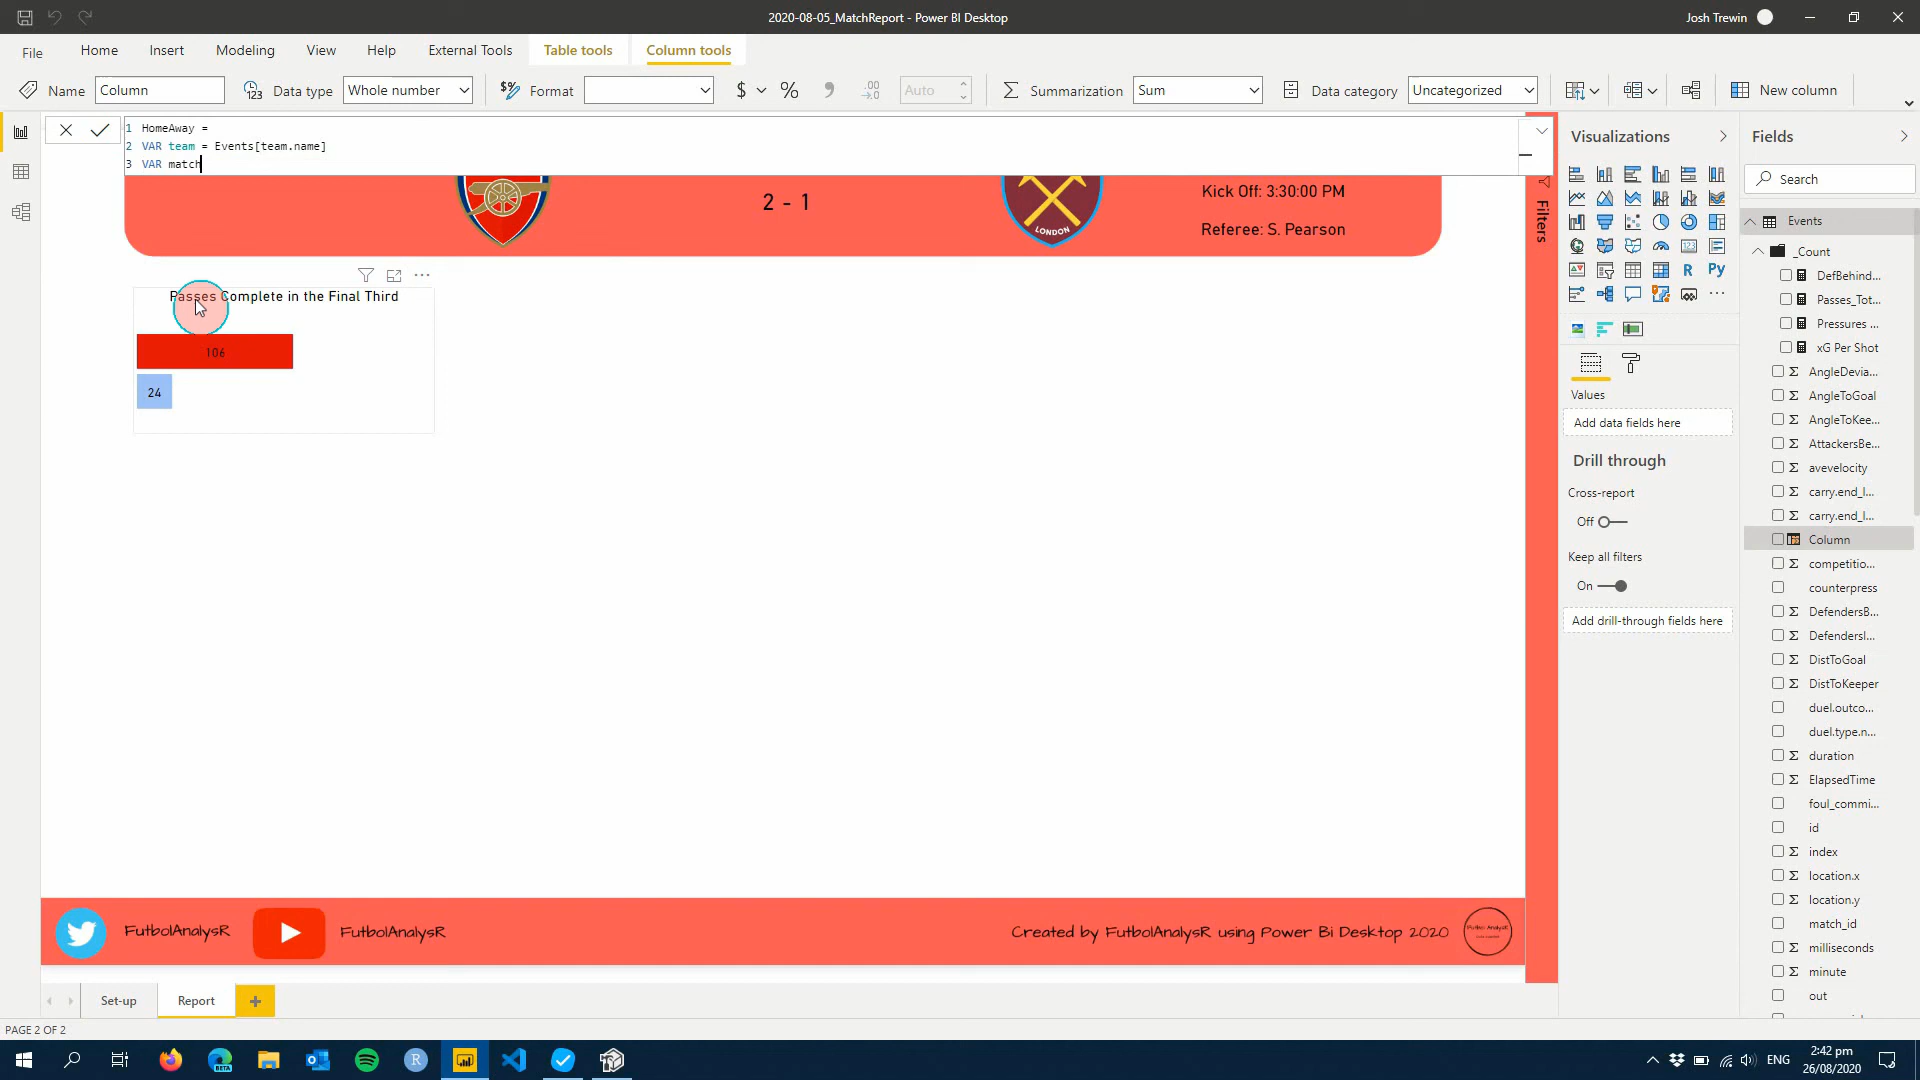 2020-08-05_MatchReport - Power BI Desktop
Josh Trewin
File
Home
Insert
Modeling
View
Help
External Tools
Table tools
Column tools
Name
Column
Data type
Whole number
Format
$
%
Auto
Summarization
Sum
Data category
Uncategorized
New column
1 HomeAway =
2 VAR team = Events[team.name]
3 VAR match
2 - 1
LONDON
Kick Off: 3:30:00 PM
Referee: S. Pearson
Filters
Passes Complete in the Final Third
106
24
Visualizations
R
Py
Values
Add data fields here
Drill through
Cross-report
Off
Keep all filters
On
Add drill-through fields here
Fields
Search
Events
_Count
DefBehind...
Passes_Tot...
Pressures ...
xG Per Shot
AngleDevia...
AngleToGoal
AngleToKee...
AttackersBe...
avevelocity
carry.end_l...
carry.end_l...
Column
competitio...
counterpress
DefendersB...
DefendersI...
DistToGoal
DistToKeeper
duel.outco...
duel.type.n...
duration
ElapsedTime
foul_commi...
id
index
location.x
location.y
match_id
milliseconds
minute
out
FutbolAnalysR
FutbolAnalysR
Created by FutbolAnalysR using Power Bi Desktop 2020
Set-up
Report
PAGE 2 OF 2
ENG
2:42 pm
26/08/2020